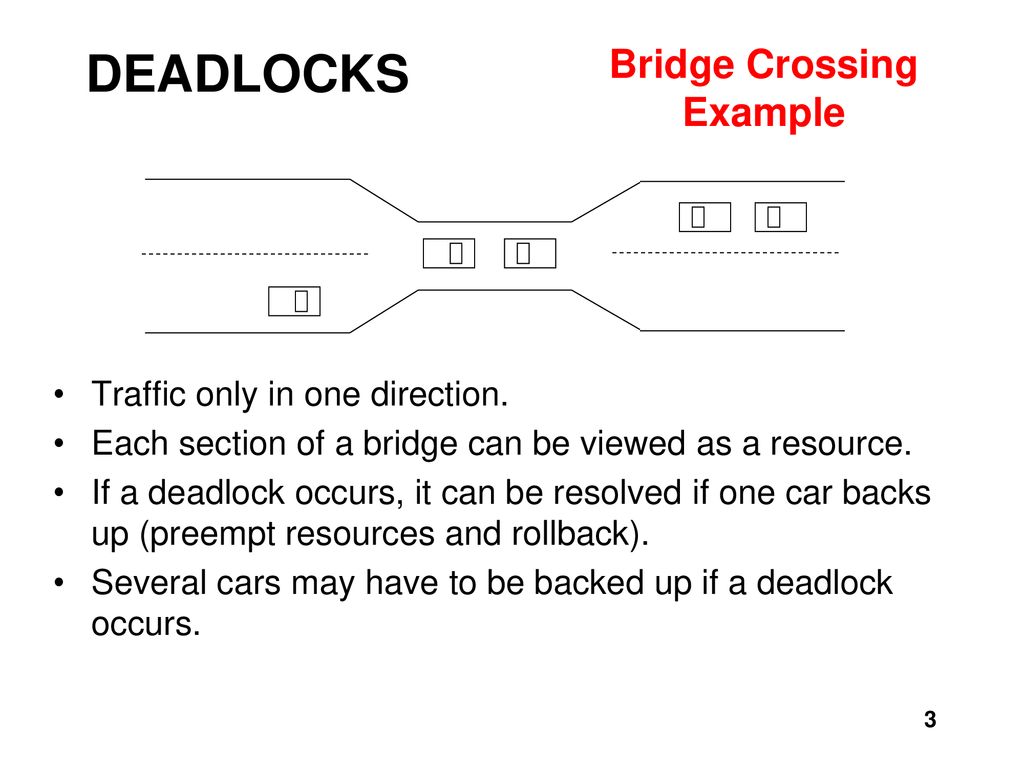 DEADLOCKS
Bridge Crossing
Example
• Traffic only in one direction.
• Each section of a bridge can be viewed as a resource.
• If a deadlock occurs, it can be resolved if one car backs
up (preempt resources and rollback).
• Several cars may have to be backed up if a deadlock
occurs.
3